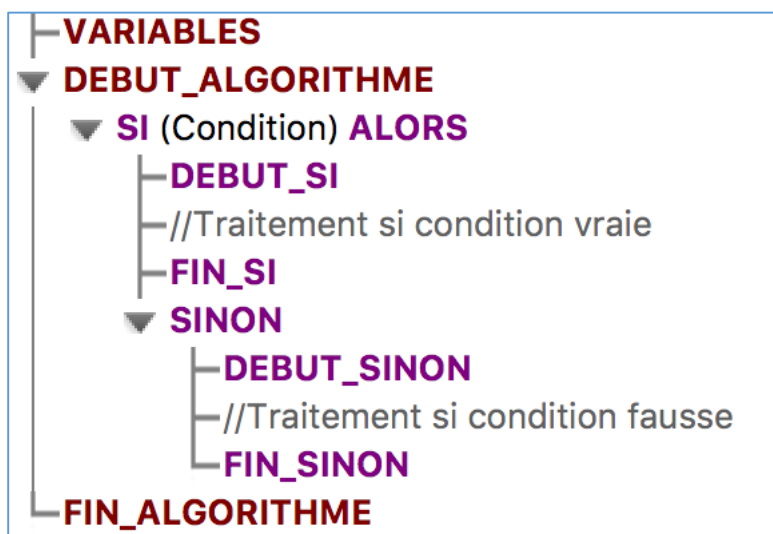 VARIABLES
DEBUT_ALGORITHME
SI (Condition) ALORS
DEBUT_SI
//Traitement si condition vraie
FIN_SI
SINON
DEBUT_SINON
//Traitement si condition fausse
FIN_SINON
FIN_ALGORITHME